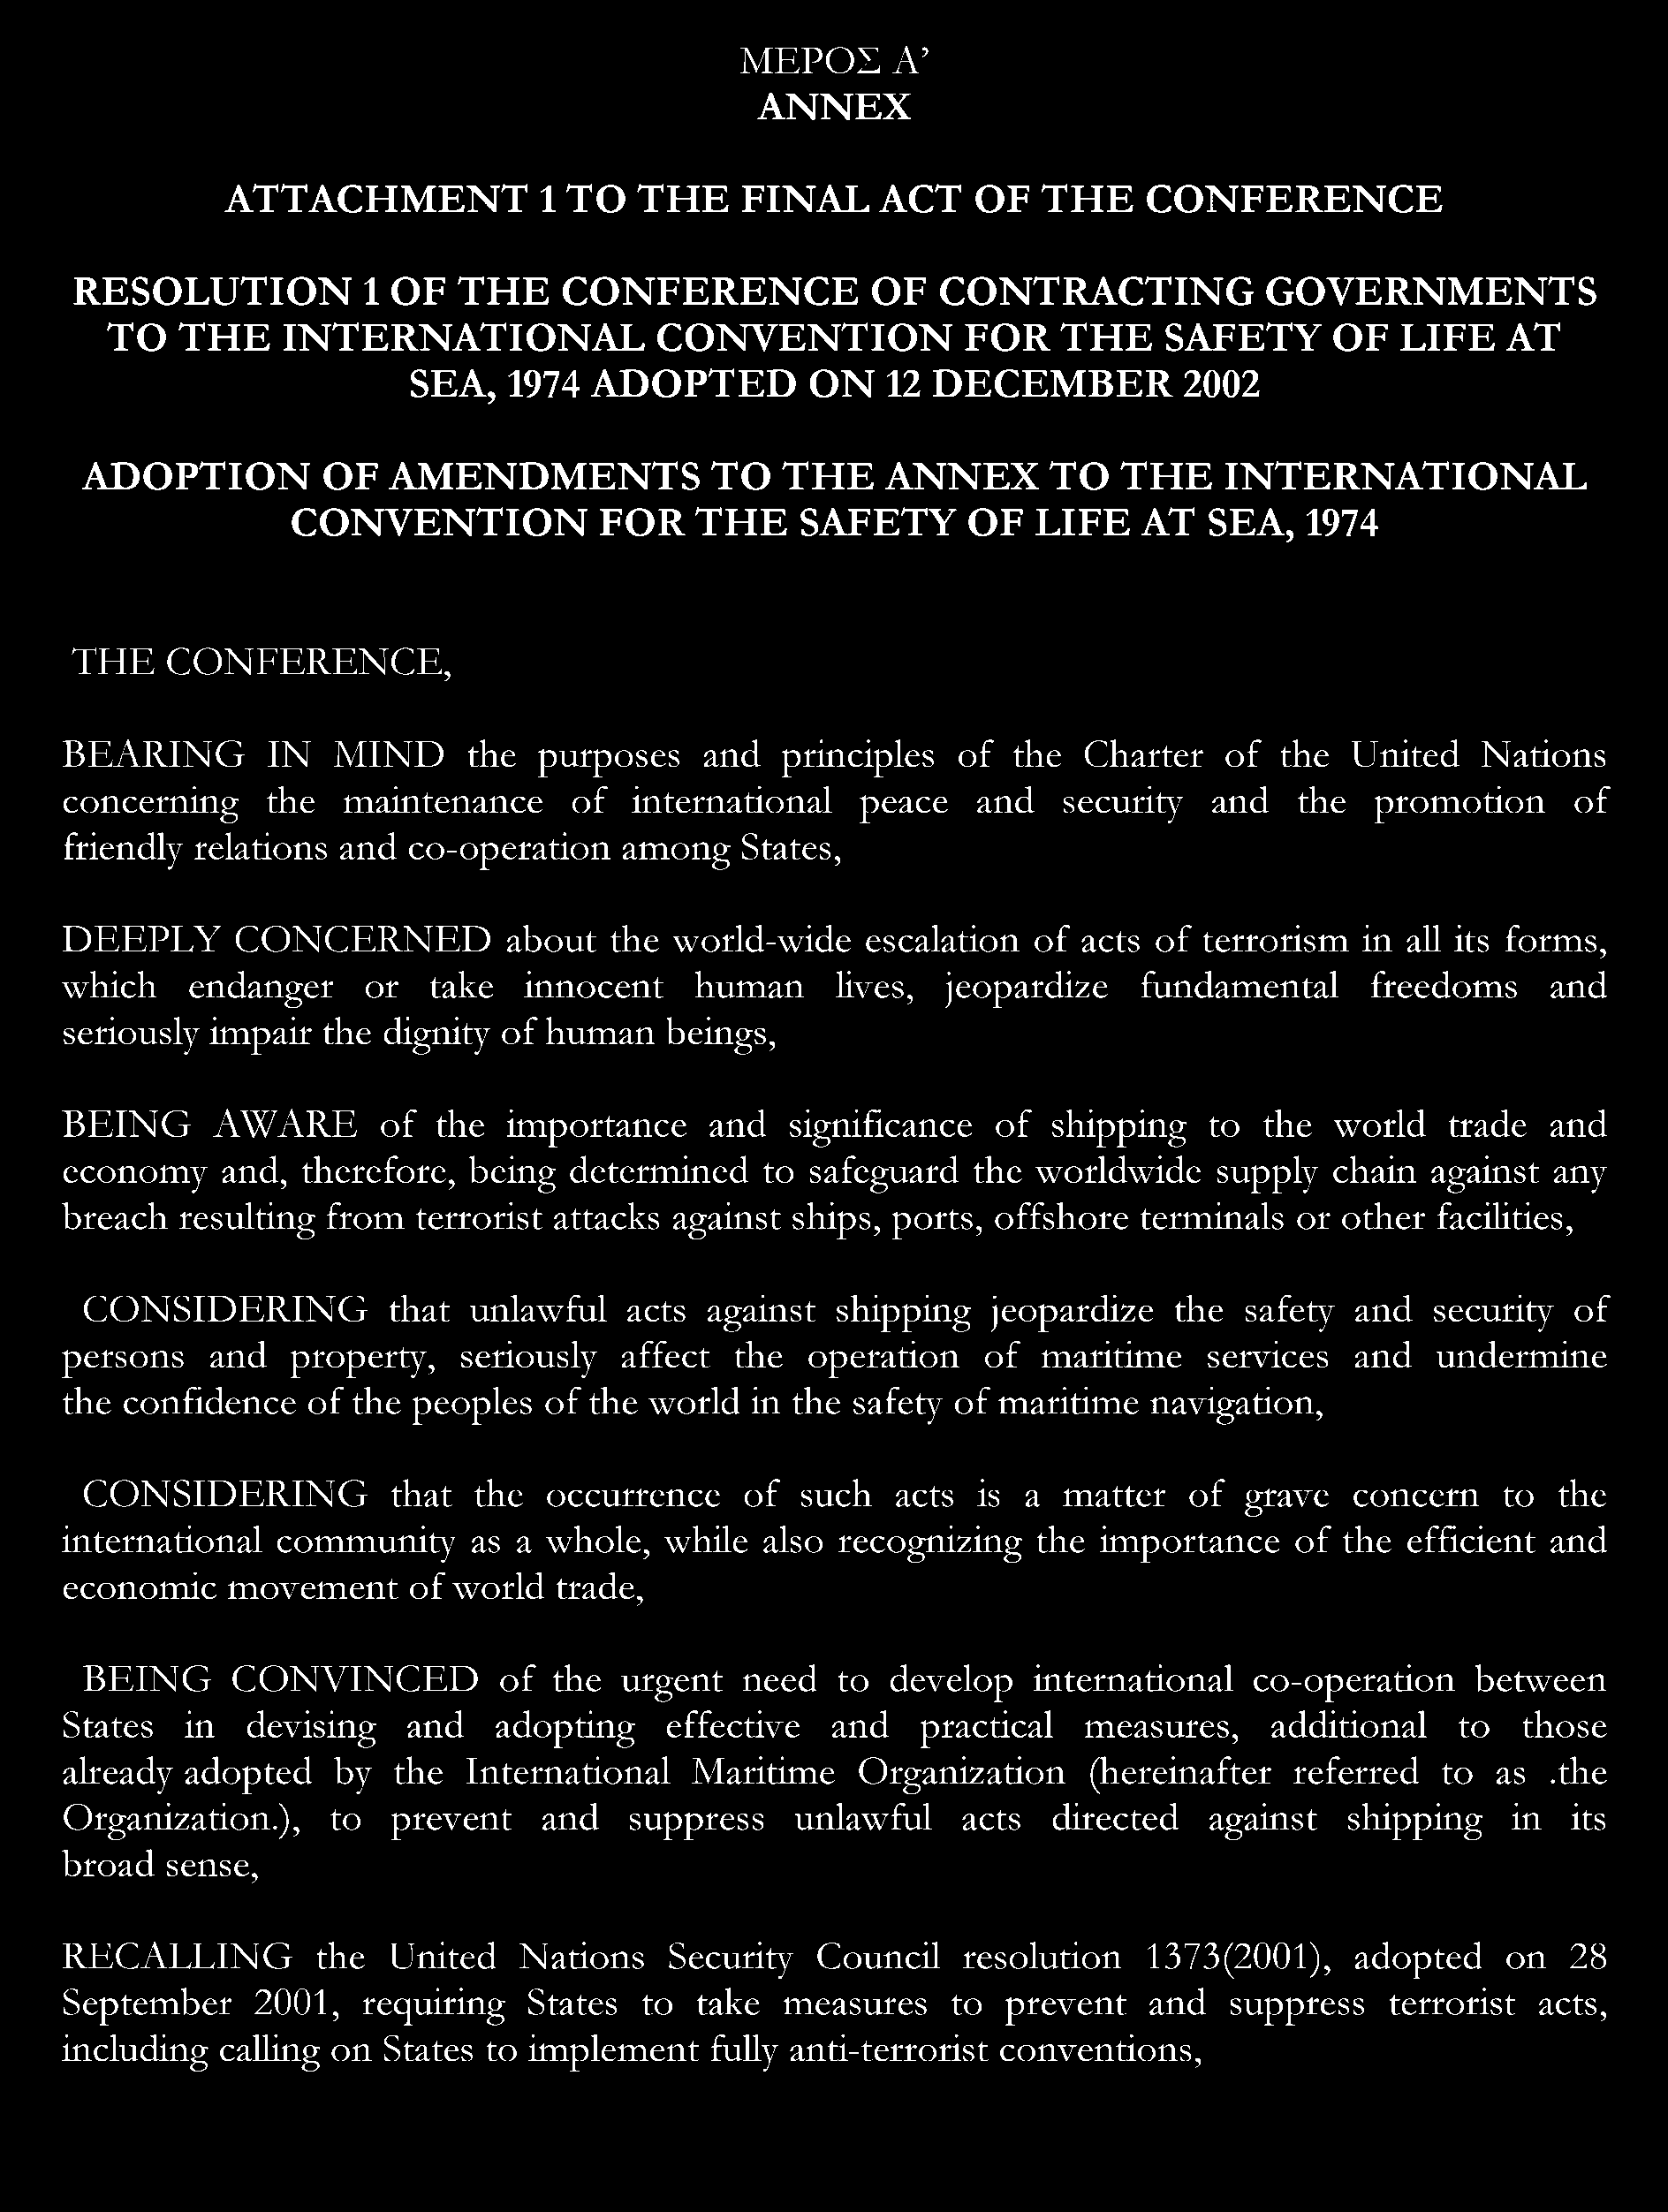 ΜΕΡΟΣ Α’
ANNEX
ATTACHMENT 1 TO THE FINAL ACT OF THE CONFERENCE
RESOLUTION 1 OF THE CONFERENCE OF CONTRACTING GOVERNMENTS
TO THE INTERNATIONAL CONVENTION FOR THE SAFETY OF LIFE AT
SEA, 1974 ADOPTED ON 12 DECEMBER 2002
ADOPTION OF AMENDMENTS TO THE ANNEX TO THE INTERNATIONAL
CONVENTION FOR THE SAFETY OF LIFE AT SEA, 1974
THE CONFERENCE,
BEARING IN MIND the purposes and principles of the Charter of the United Nations
concerning the maintenance of international peace and security and the promotion of
friendly relations and co-operation among States,
DEEPLY CONCERNED about the world-wide escalation of acts of terrorism in all its forms,
which endanger or take innocent human lives, jeopardize fundamental freedoms and
seriously impair the dignity of human beings,
BEING AWARE of the importance and significance of shipping to the world trade and
economy and, therefore, being determined to safeguard the worldwide supply chain against any
breach resulting from terrorist attacks against ships, ports, offshore terminals or other facilities,
CONSIDERING that unlawful acts against shipping jeopardize the safety and security of
persons and property, seriously affect the operation of maritime services and undermine
the confidence of the peoples of the world in the safety of maritime navigation,
CONSIDERING that the occurrence of such acts is a matter of grave concern to the
international community as a whole, while also recognizing the importance of the efficient and
economic movement of world trade,
BEING CONVINCED of the urgent need to develop international co-operation between
States in devising and adopting effective and practical measures, additional to those
already adopted by the International Maritime Organization (hereinafter referred to as .the
Organization.), to prevent and suppress unlawful acts directed against shipping in its
broad sense,
RECALLING the United Nations Security Council resolution 1373(2001), adopted on 28
September 2001, requiring States to take measures to prevent and suppress terrorist acts,
including calling on States to implement fully anti-terrorist conventions,